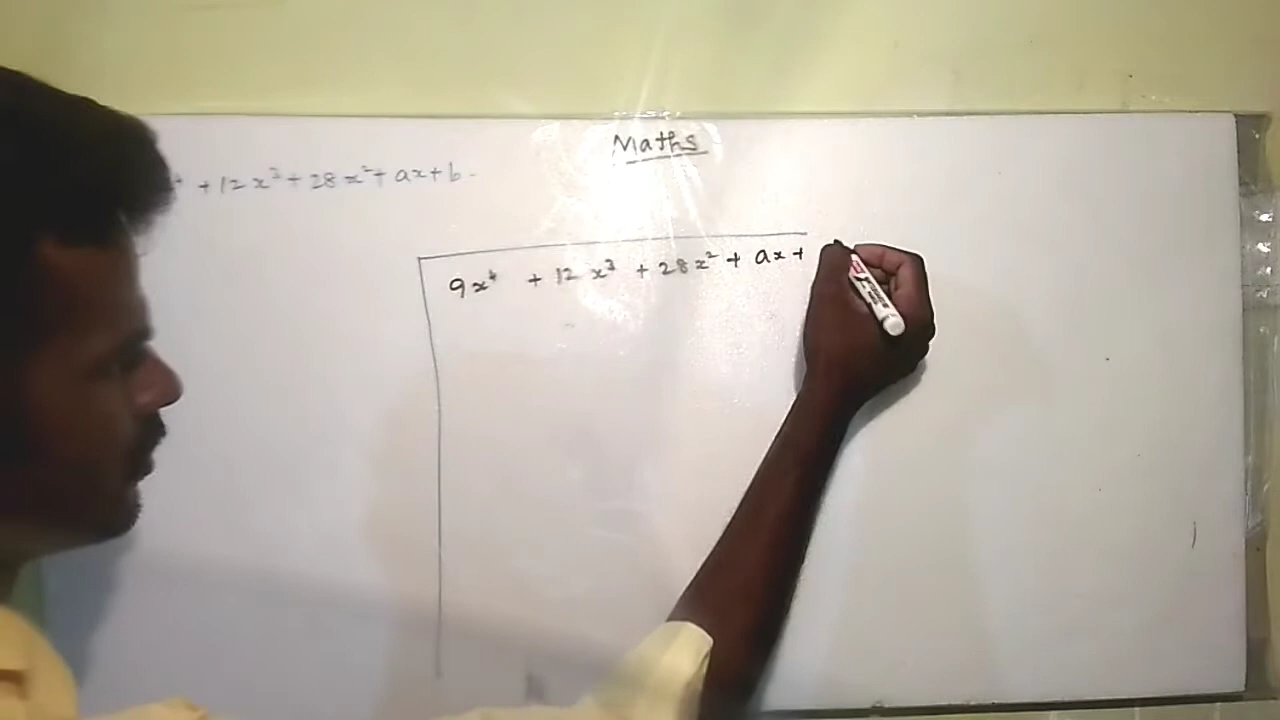 Maths
+12x³+28x²+ax+b.
9x⁴ +12x³ +28x²+ ax+